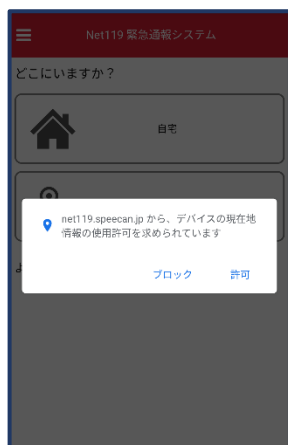 Net119 緊急通報システム
どこにいますか？
自宅
net119.speecan.jp から、デバイスの現在地
情報の使用許可を求められています
ブロック 許可